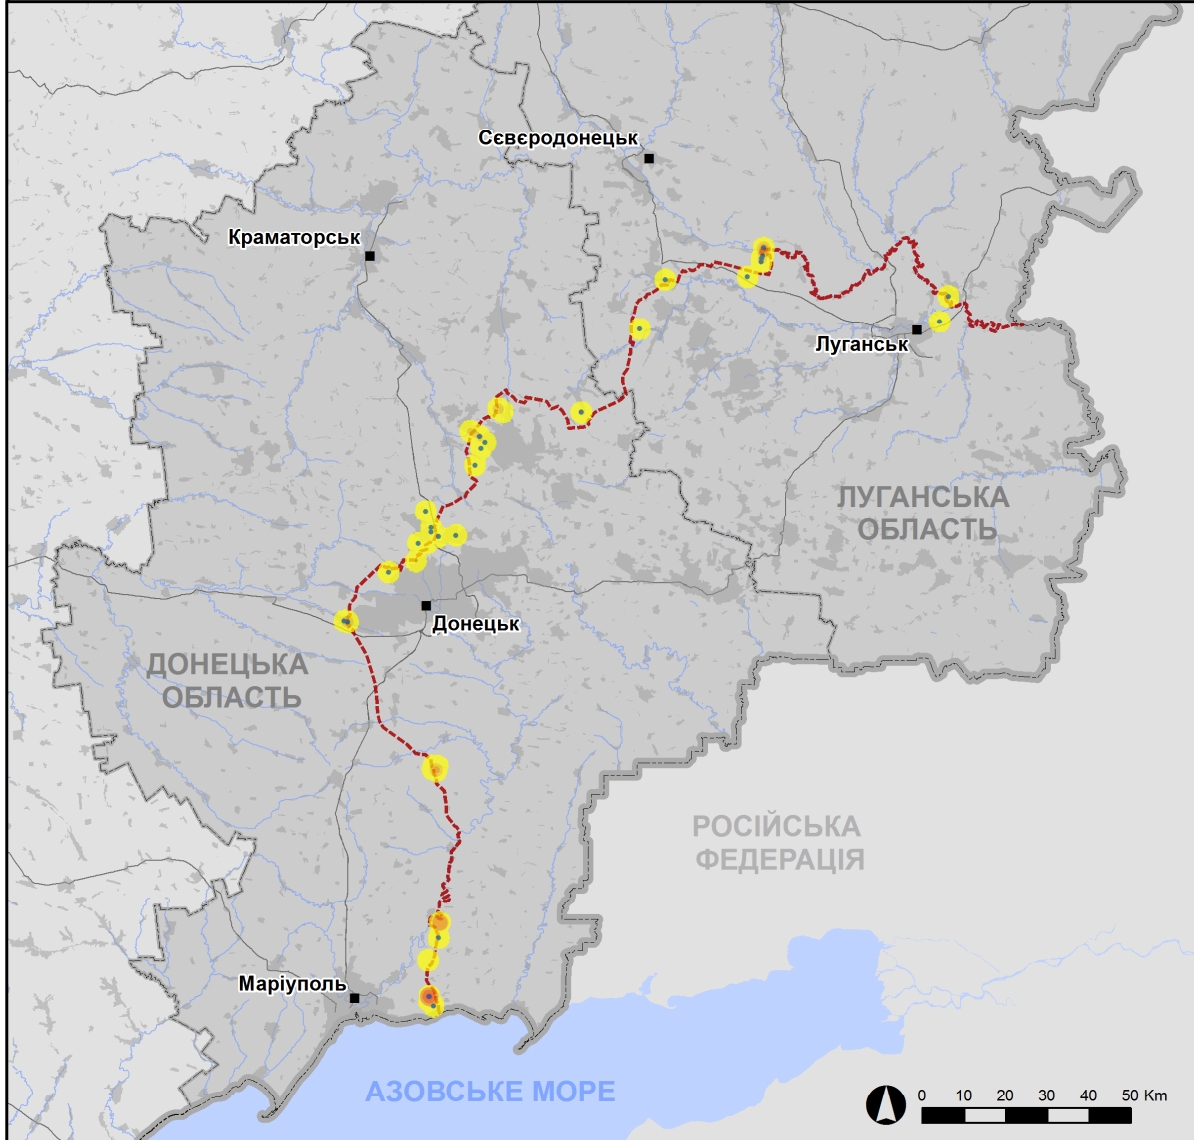 Сєвєродонецьк
Краматорськ
Луганськ
ЛУГАНСЬКА
ОБЛАСТЬ
Донецьк
ДОНЕЦЬКА
ОБЛАСТЬ
РОСІЙСЬКА
ФЕДЕРАЦІЯ
Маріуполь
АЗОВСЬКЕ МОРЕ
0 10 20 30 40 50 Km